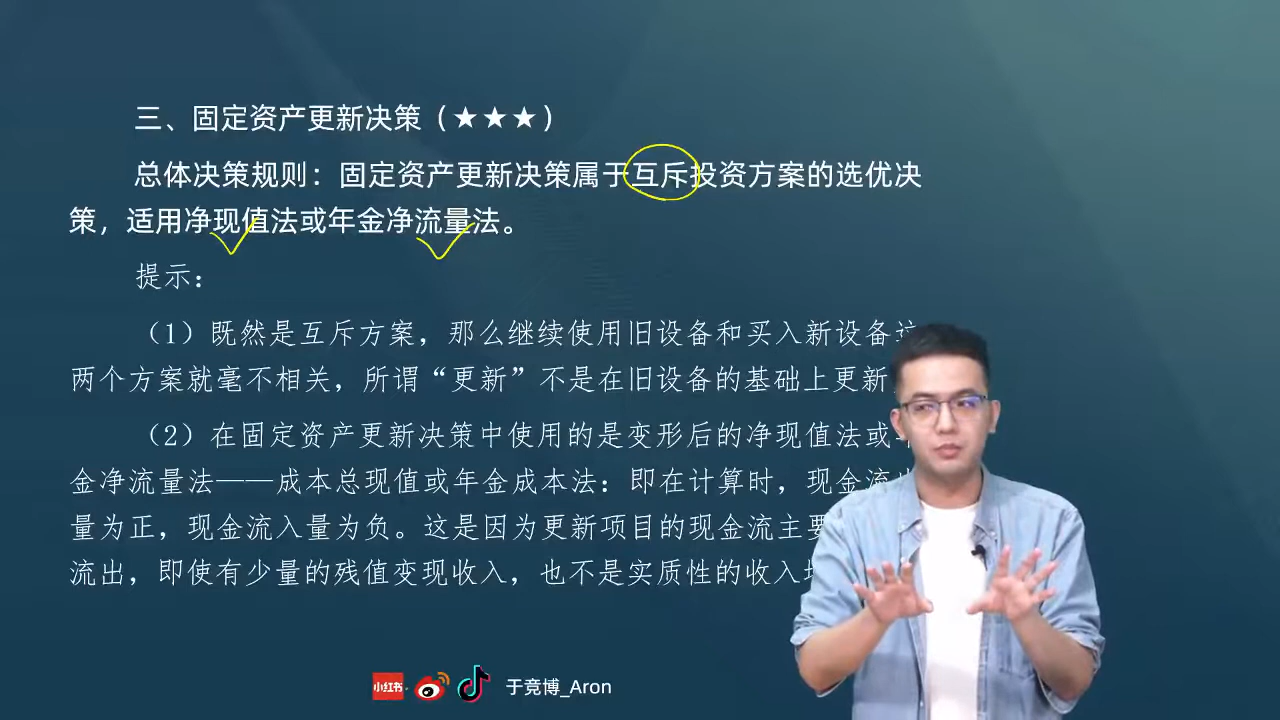 三、固定资产更新决策（★★★）
总体决策规则：固定资产更新决策属于互斥投资方案的选优决
策，适用净现值法或年金净流量法。
提示：
（1）既然是互斥方案，那么继续使用旧设备和买入新设备这
两个方案就毫不相关，所谓“更新”不是在旧设备的基础上更新
（2）在固定资产更新决策中使用的是变形后的净现值法或年
金净流量法——成本总现值或年金成本法：即在计算时，现金流出
量为正，现金流入量为负。这是因为更新项目的现金流主要
流出，即使有少量的残值变现收入，也不是实质性的收入增
小红书 于竞博_Aron